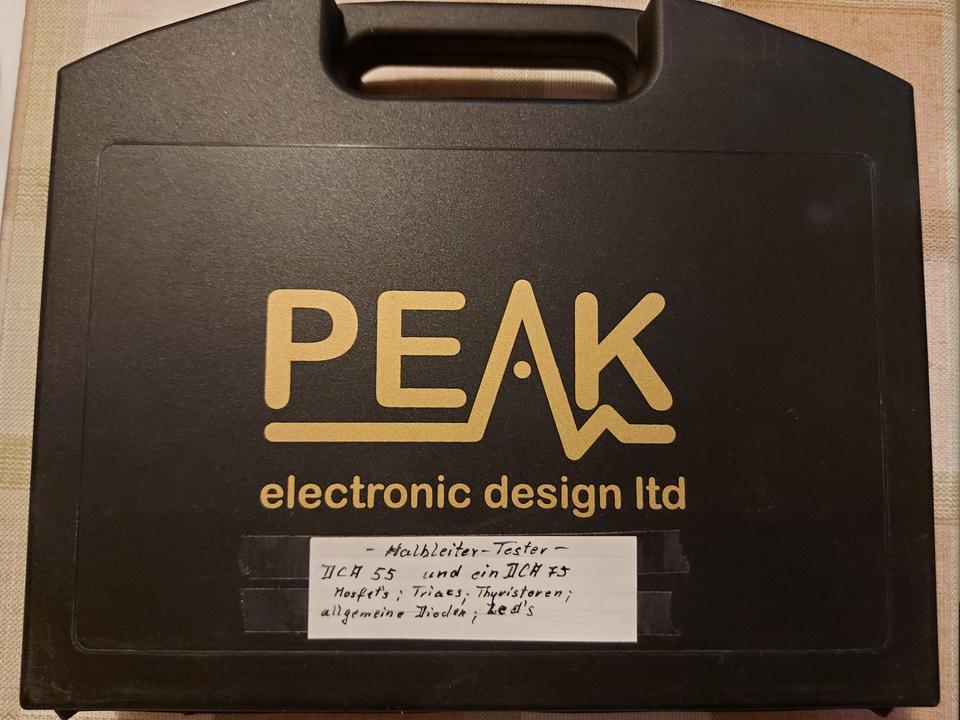 PEAK
electronic design ltd
- Halbleiter-Tester -
DCA 55 und ein DCA 75
Mosfet's; Triacs; Thyristoren;
allgemeine Dioden; Led's